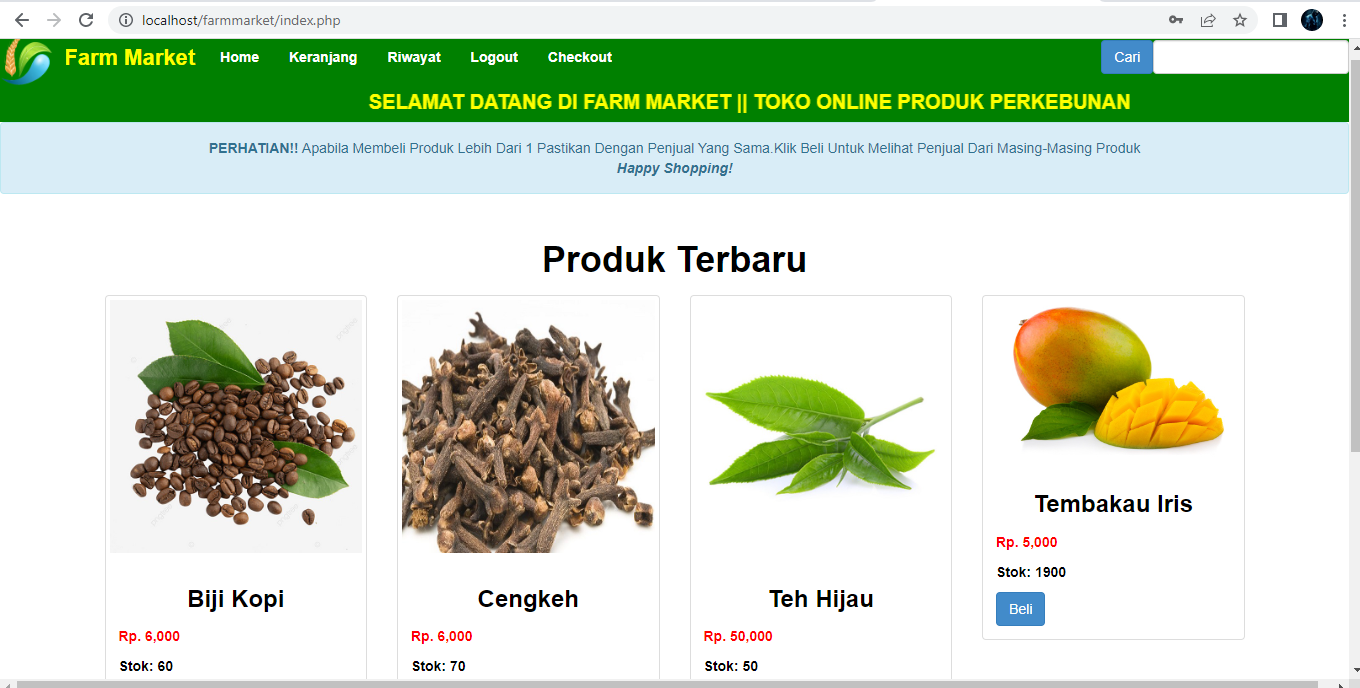 localhost/farmmarket/index.php
Farm Market Home Keranjang Riwayat Logout Checkout Cari
SELAMAT DATANG DI FARM MARKET || TOKO ONLINE PRODUK PERKEBUNAN
PERHATIAN!! Apabila Membeli Produk Lebih Dari 1 Pastikan Dengan Penjual Yang Sama.Klik Beli Untuk Melihat Penjual Dari Masing-Masing Produk
Happy Shopping!
Produk Terbaru
Biji Kopi
Rp. 6,000
Stok: 60
Cengkeh
Rp. 6,000
Stok: 70
Teh Hijau
Rp. 50,000
Stok: 50
Tembakau Iris
Rp. 5,000
Stok: 1900
Beli